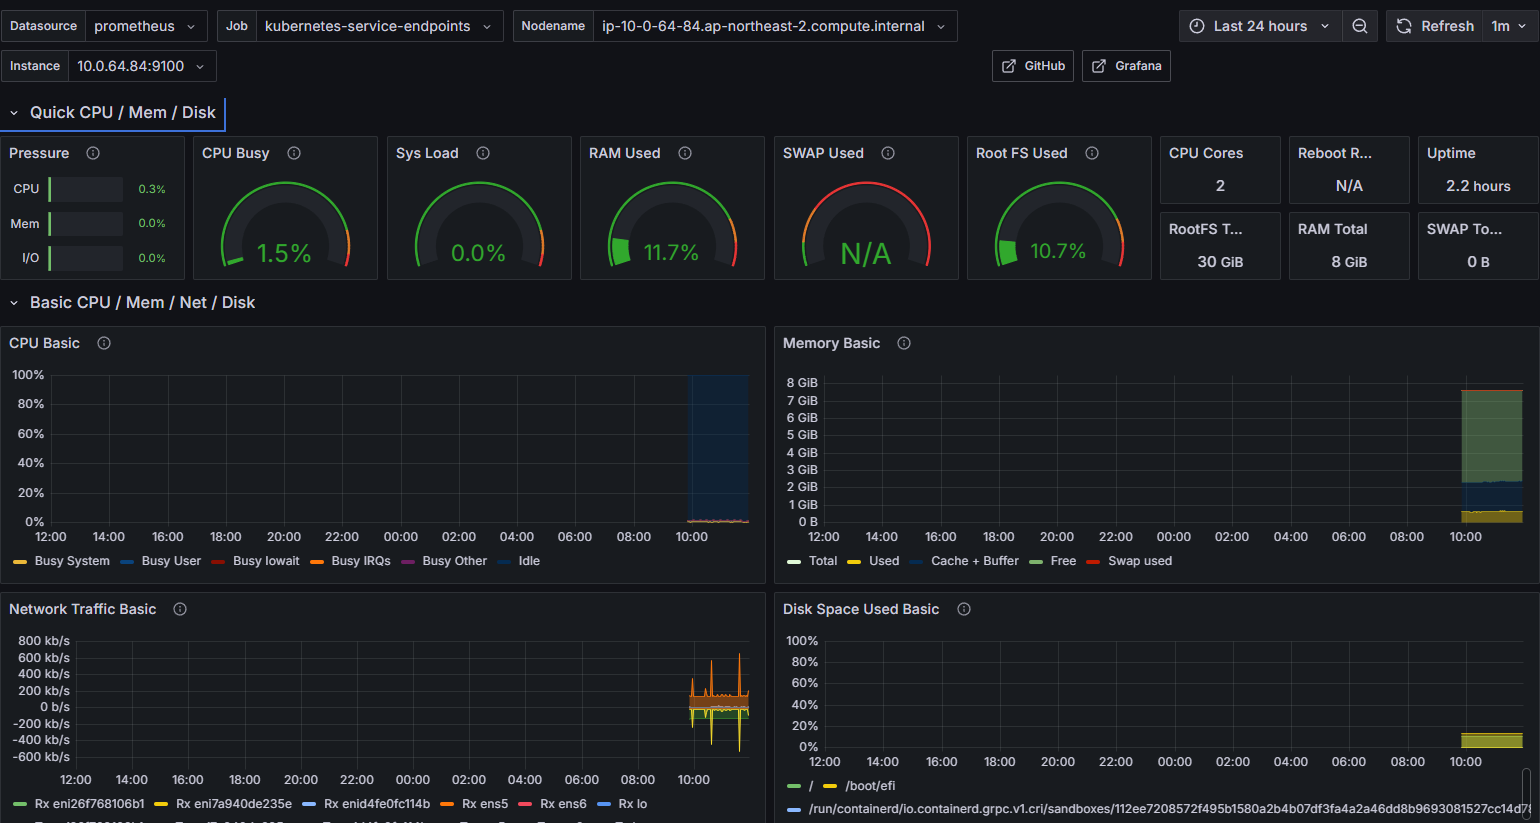 Datasource prometheus Job kubernetes-service-endpoints Nodename ip-10-0-64-84.ap-northeast-2.compute.internal Last 24 hours Refresh 1m
Instance 10.0.64.84:9100 GitHub Grafana
Quick CPU / Mem / Disk
Pressure CPU Busy Sys Load RAM Used SWAP Used Root FS Used CPU Cores Reboot R... Uptime
CPU 0.3% 2 N/A 2.2 hours
Mem 0.0% RootFS T... RAM Total SWAP To...
I/O 0.0% 1.5% 0.0% 11.7% N/A 10.7% 30 GiB 8 GiB 0 B
Basic CPU / Mem / Net / Disk
CPU Basic
100%
80%
60%
40%
20%
0%
12:00 14:00 16:00 18:00 20:00 22:00 00:00 02:00 04:00 06:00 08:00 10:00
Busy System Busy User Busy Iowait Busy IRQs Busy Other Idle
Memory Basic
8 GiB
7 GiB
6 GiB
5 GiB
4 GiB
3 GiB
2 GiB
1 GiB
0 B
12:00 14:00 16:00 18:00 20:00 22:00 00:00 02:00 04:00 06:00 08:00 10:00
Total Used Cache + Buffer Free Swap used
Network Traffic Basic
800 kb/s
600 kb/s
400 kb/s
200 kb/s
0 b/s
-200 kb/s
-400 kb/s
-600 kb/s
12:00 14:00 16:00 18:00 20:00 22:00 00:00 02:00 04:00 06:00 08:00 10:00
Rx eni26f768106b1 Rx eni7a940de235e Rx enid4fe0fc114b Rx ens5 Rx ens6 Rx lo
Disk Space Used Basic
100%
80%
60%
40%
20%
0%
12:00 14:00 16:00 18:00 20:00 22:00 00:00 02:00 04:00 06:00 08:00 10:00
/ /boot/efi
/run/containerd/io.containerd.grpc.v1.cri/sandboxes/112ee7208572f495b1580a2b4b07df3fa4a2a46dd8b9693081527cc14d78